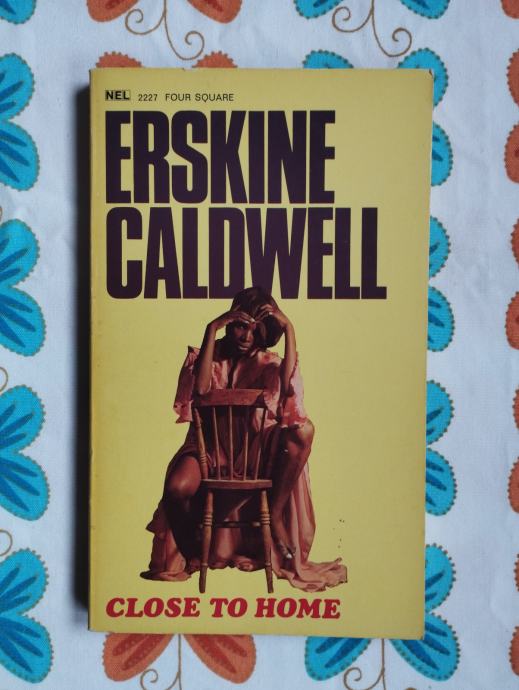 NEL 2227 FOUR SQUARE
ERSKINE
CALDWELL
CLOSE TO HOME